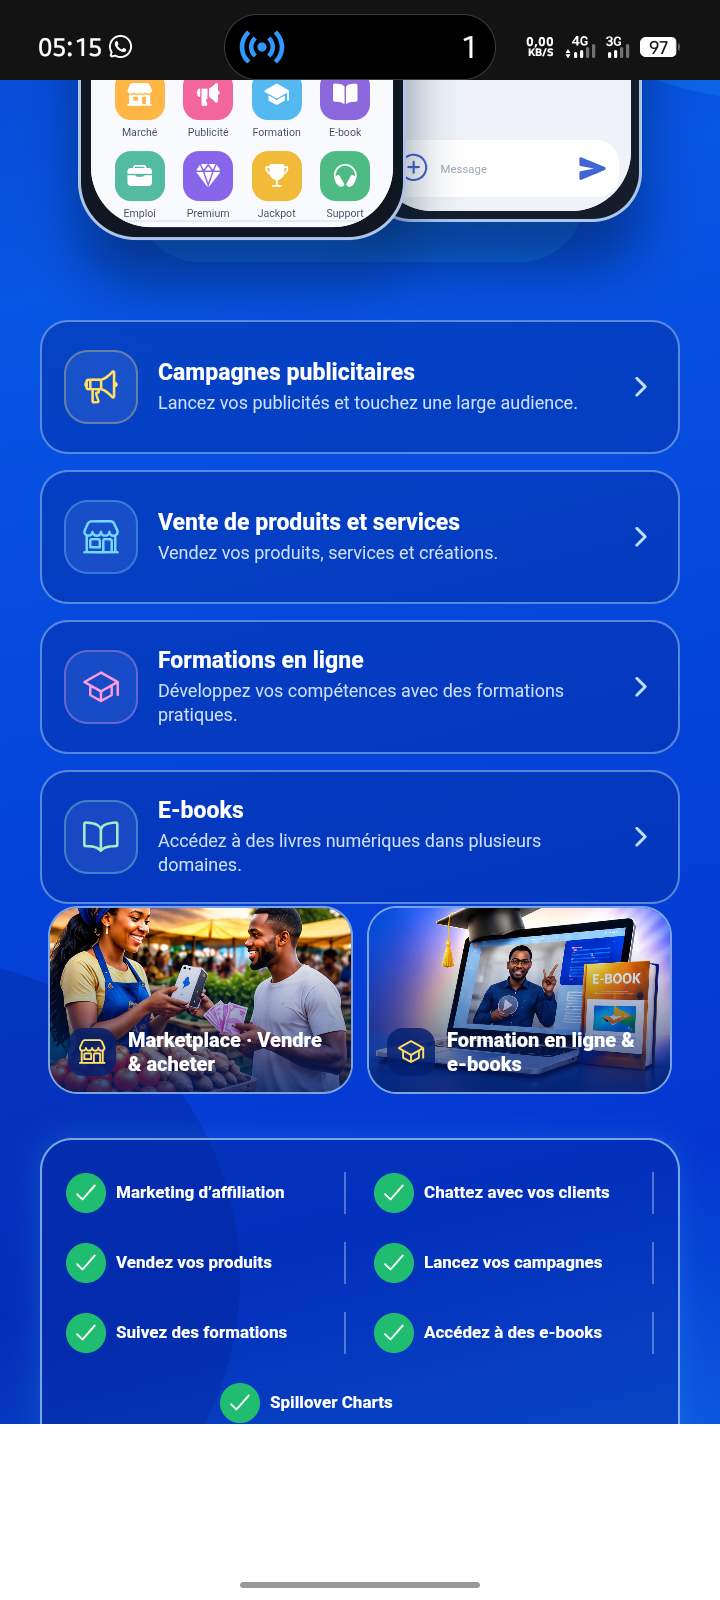 05:15
1
0,00
KB/S
4G
3G
97
Marché
Publicité
Formation
E-book
Emploi
Premium
Jackpot
Support
Message
Campagnes publicitaires
Lancez vos publicités et touchez une large audience.
Vente de produits et services
Vendez vos produits, services et créations.
Formations en ligne
Développez vos compétences avec des formations
pratiques.
E-books
Accédez à des livres numériques dans plusieurs
domaines.
Marketplace · Vendre
& acheter
E-BOOK
Formation en ligne &
e-books
Marketing d’affiliation
Chattez avec vos clients
Vendez vos produits
Lancez vos campagnes
Suivez des formations
Accédez à des e-books
Spillover Charts